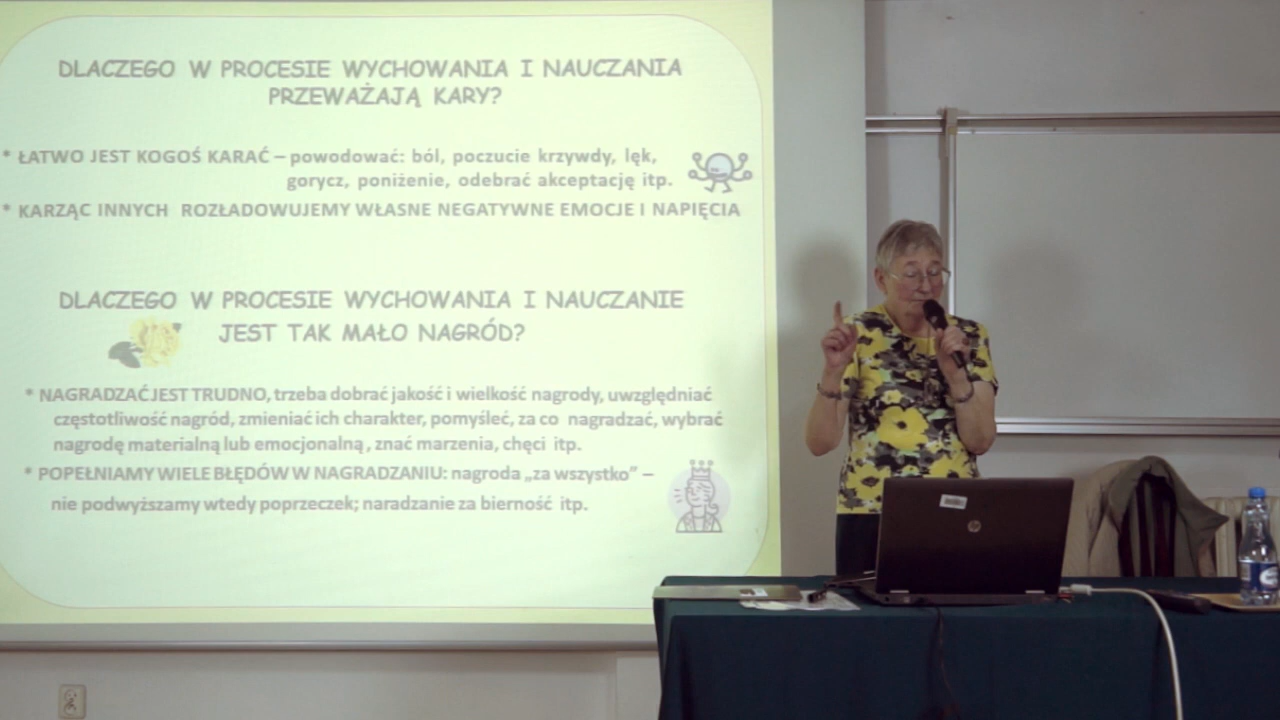 DLACZEGO W PROCESIE WYCHOWANIA I NAUCZANIA
PRZEWAŻAJĄ KARY?
* ŁATWO JEST KOGOŚ KARAĆ – powodować: ból, poczucie krzywdy, lęk,
gorycz, poniżenie, odebrać akceptację itp.
* KARZĄC INNYCH ROZŁADOWUJEMY WŁASNE NEGATYWNE EMOCJE I NAPIĘCIA
DLACZEGO W PROCESIE WYCHOWANIA I NAUCZANIE
JEST TAK MAŁO NAGRÓD?
* NAGRADZAĆ JEST TRUDNO, trzeba dobrać jakość i wielkość nagrody, uwzględniać
częstotliwość nagród, zmieniać ich charakter, pomyśleć, za co nagradzać, wybrać
nagrodę materialną lub emocjonalną , znać marzenia, chęci itp.
* POPEŁNIAMY WIELE BŁĘDÓW W NAGRADZANIU: nagroda „za wszystko” –
nie podwyższamy wtedy poprzeczek; naradzanie za bierność itp.
hp